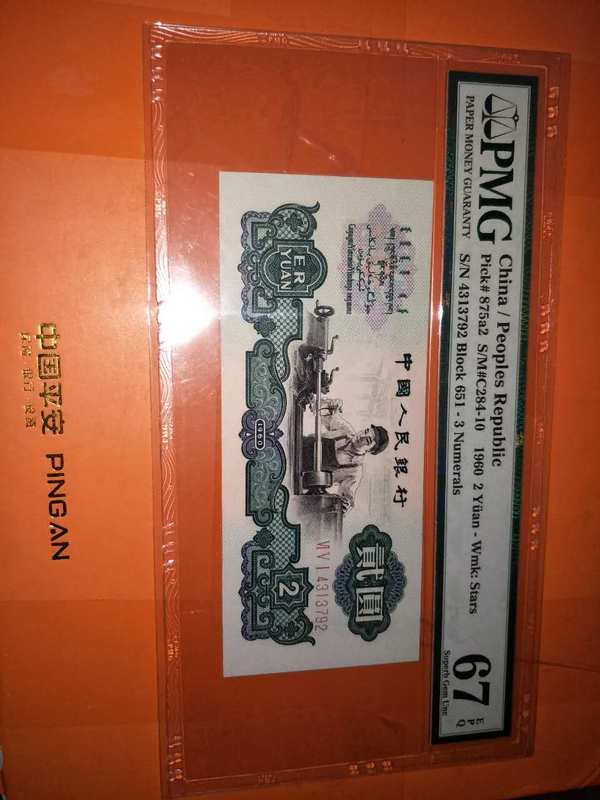 PMG
PAPER MONEY GUARANTY
China / Peoples Republic
Pick# 875a2 S/M#C284-10 1960 2 Yüan - Wmk: Stars
S/N 4313792 Block 651 - 3 Numerals
67 EPQ
Superb Gem Unc
中國人民銀行
貳圓
VI V I 4313792
ER
YUAN
1960
2
中国平安 PINGAN